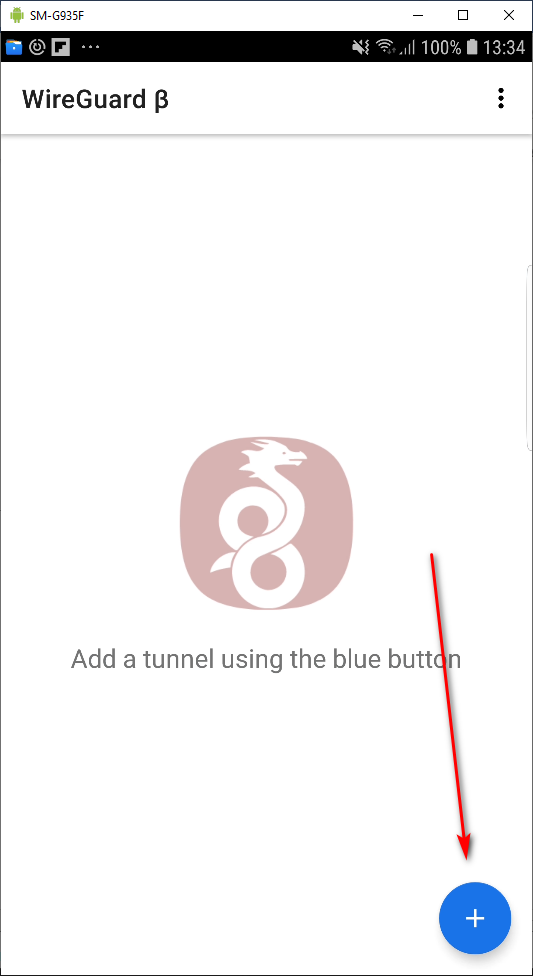 SM-G935F
100% 13:34
WireGuard β
Add a tunnel using the blue button